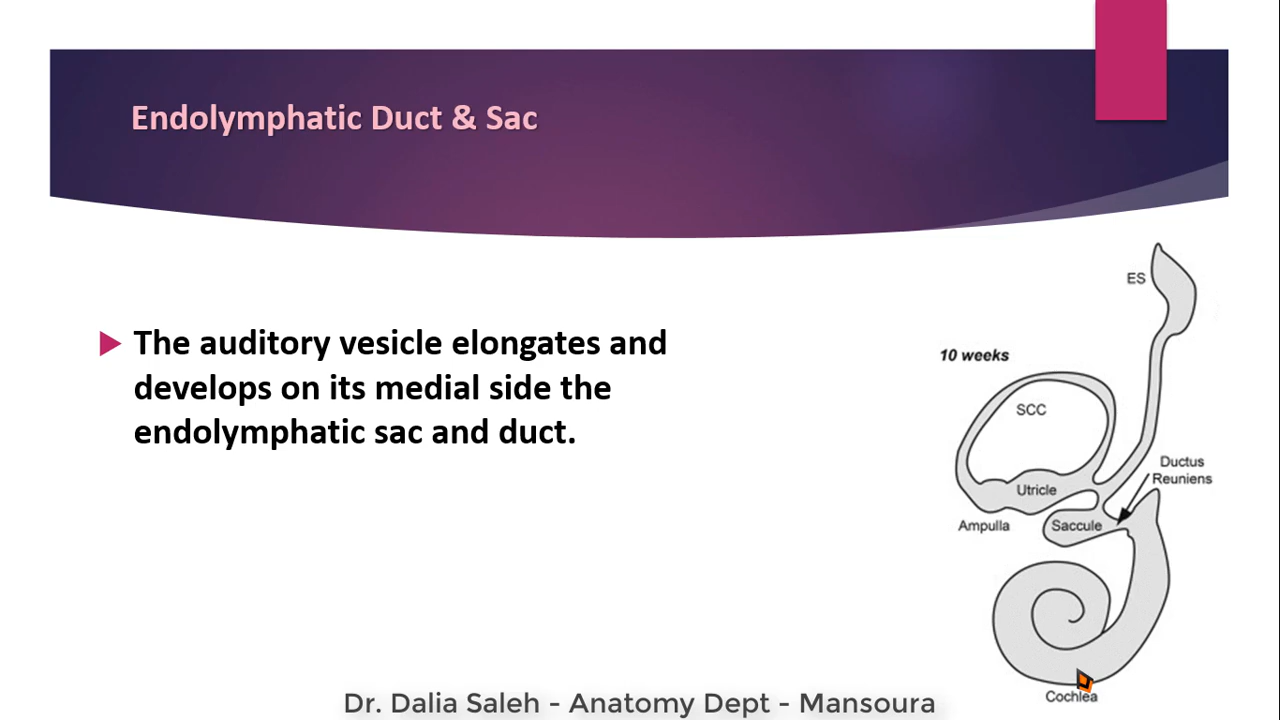 Endolymphatic Duct & Sac
The auditory vesicle elongates and
develops on its medial side the
endolymphatic sac and duct.
ES
10 weeks
SCC
Ductus
Reuniens
Utricle
Ampulla
Saccule
Cochlea
Dr. Dalia Saleh - Anatomy Dept - Mansoura